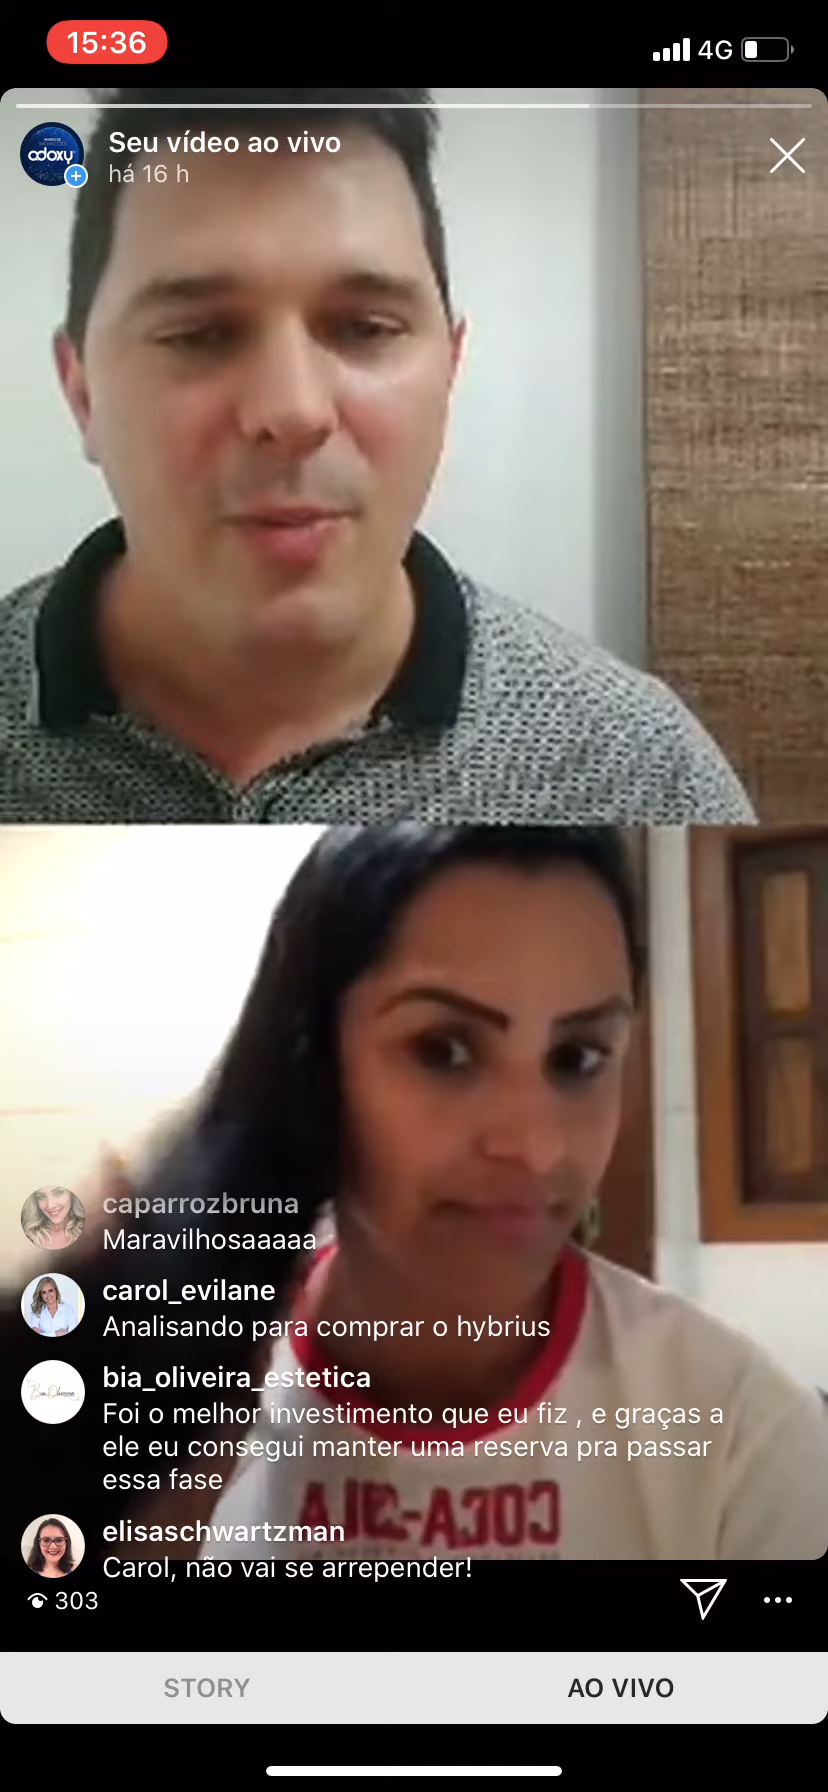 15:36
4G
adoxy
Seu vídeo ao vivo
há 16 h
caparrozbruna
Maravilhosaaaaa
carol_evilane
Analisando para comprar o hybrius
bia_oliveira_estetica
Foi o melhor investimento que eu fiz , e graças a
ele eu consegui manter uma reserva pra passar
essa fase
elisaschwartzman
Carol, não vai se arrepender!
303
STORY
AO VIVO